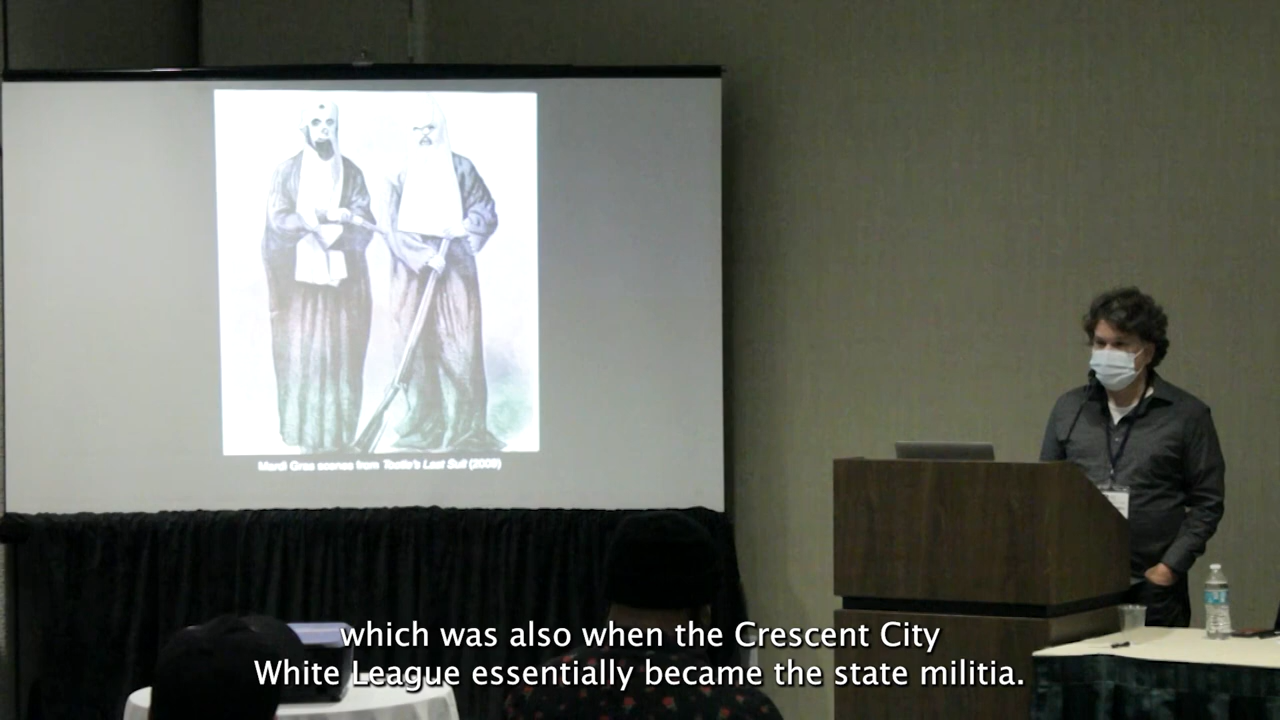 Mardi Gras scenes from Tootie's Last Suit (2009)
which was also when the Crescent City
White League essentially became the state militia.